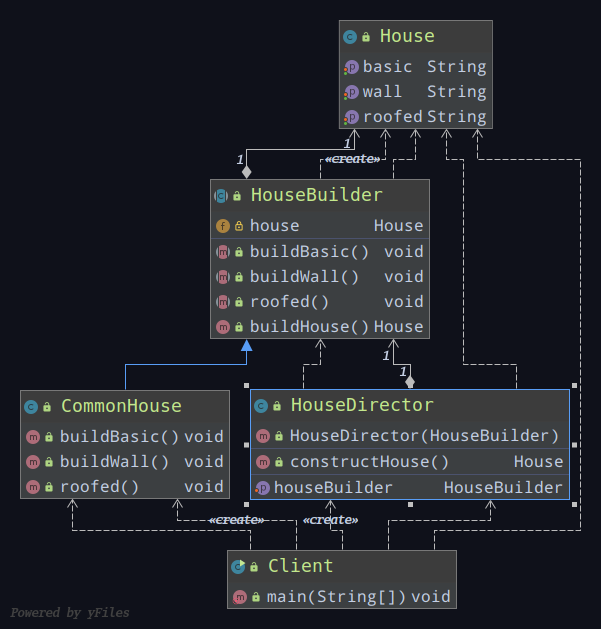 House
basic String
wall String
roofed String
1
«create»
1
HouseBuilder
house House
buildBasic() void
buildWall() void
roofed() void
buildHouse() House
1
1
CommonHouse
buildBasic() void
buildWall() void
roofed() void
HouseDirector
HouseDirector(HouseBuilder)
constructHouse() House
houseBuilder HouseBuilder
«create» «create»
Client
main(String[]) void
Powered by yFiles